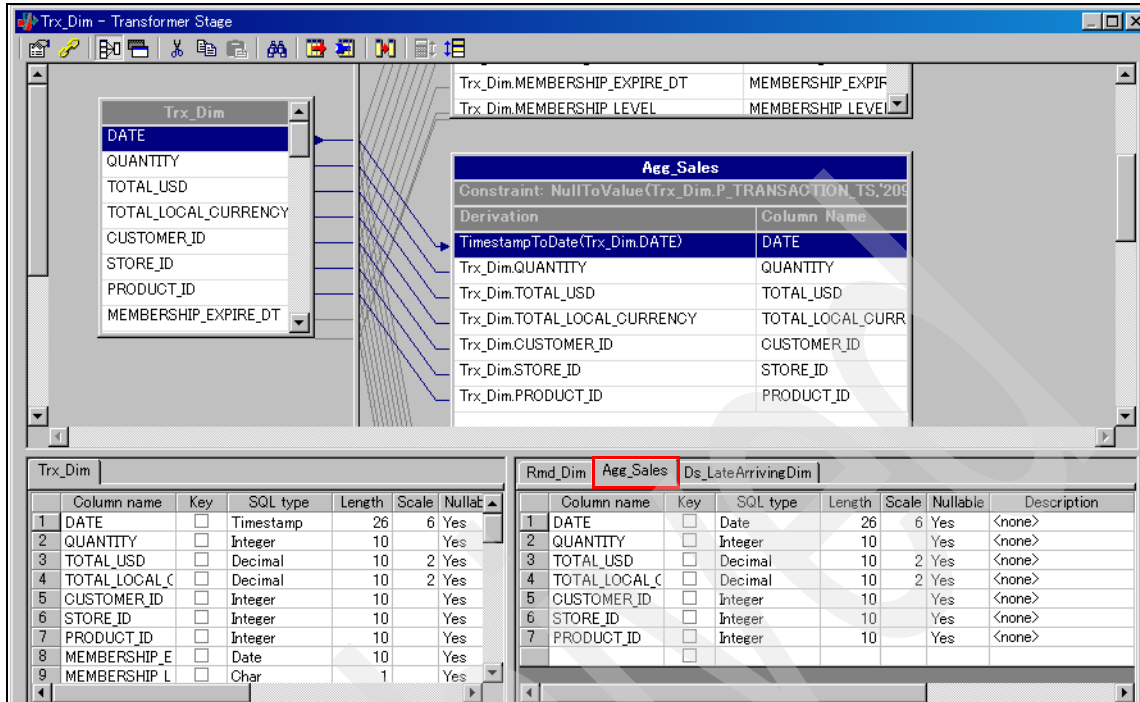 Trx_Dim - Transformer Stage
Trx_Dim.MEMBERSHIP_EXPIRE_DT MEMBERSHIP_EXPIR
Trx_Dim.MEMBERSHIP_LEVEL MEMBERSHIP_LEVEL
Trx_Dim
DATE
QUANTITY
TOTAL_USD
TOTAL_LOCAL_CURRENCY
CUSTOMER_ID
STORE_ID
PRODUCT_ID
MEMBERSHIP_EXPIRE_DT
Agg_Sales
Constraint: NullToValue(Trx_Dim.P_TRANSACTION_TS,'209
Derivation Column Name
TimestampToDate(Trx_Dim.DATE) DATE
Trx_Dim.QUANTITY QUANTITY
Trx_Dim.TOTAL_USD TOTAL_USD
Trx_Dim.TOTAL_LOCAL_CURRENCY TOTAL_LOCAL_CURR
Trx_Dim.CUSTOMER_ID CUSTOMER_ID
Trx_Dim.STORE_ID STORE_ID
Trx_Dim.PRODUCT_ID PRODUCT_ID
Trx_Dim
Column name Key SQL type Length Scale Nullab
1 DATE Timestamp 26 6 Yes
2 QUANTITY Integer 10 Yes
3 TOTAL_USD Decimal 10 2 Yes
4 TOTAL_LOCAL_C Decimal 10 2 Yes
5 CUSTOMER_ID Integer 10 Yes
6 STORE_ID Integer 10 Yes
7 PRODUCT_ID Integer 10 Yes
8 MEMBERSHIP_E Date 10 Yes
9 MEMBERSHIP_L Char 1 Yes
Rmd_Dim Agg_Sales Ds_LateArrivingDim
Column name Key SQL type Length Scale Nullable Description
1 DATE Date 26 6 Yes <none>
2 QUANTITY Integer 10 Yes <none>
3 TOTAL_USD Decimal 10 2 Yes <none>
4 TOTAL_LOCAL_C Decimal 10 2 Yes <none>
5 CUSTOMER_ID Integer 10 Yes <none>
6 STORE_ID Integer 10 Yes <none>
7 PRODUCT_ID Integer 10 Yes <none>